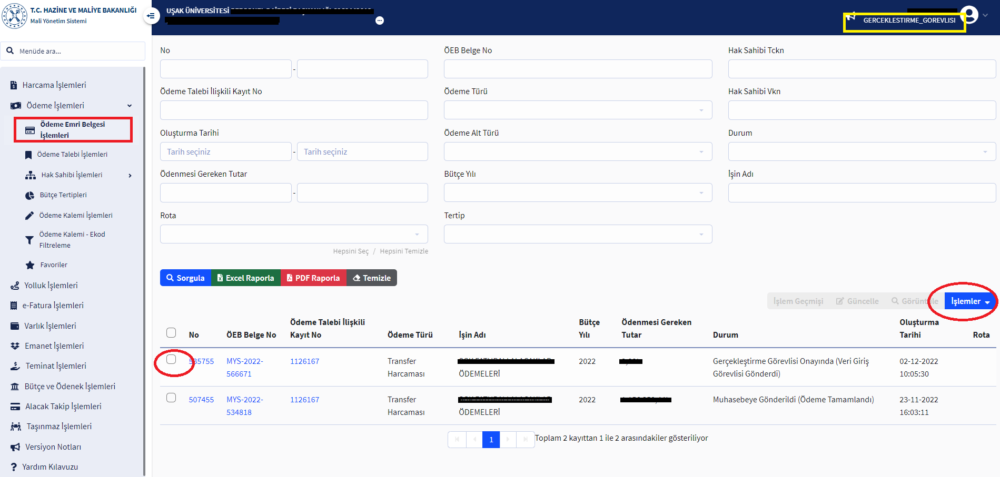 T.C. HAZİNE VE MALİYE BAKANLIĞI
Mali Yönetim Sistemi
UŞAK ÜNİVERSİTESİ
GERCEKLESTIRME_GOREVLISI
Menüde ara...
Harcama İşlemleri
Ödeme İşlemleri
Ödeme Emri Belgesi
İşlemleri
Ödeme Talebi İşlemleri
Hak Sahibi İşlemleri
Bütçe Tertipleri
Ödeme Kalemi İşlemleri
Ödeme Kalemi - Ekod
Filtreleme
Favoriler
Yolluk İşlemleri
e-Fatura İşlemleri
Varlık İşlemleri
Emanet İşlemleri
Teminat İşlemleri
Bütçe ve Ödenek İşlemleri
Alacak Takip İşlemleri
Taşınmaz İşlemleri
Versiyon Notları
Yardım Kılavuzu
No ÖEB Belge No Hak Sahibi Tckn
-
Ödeme Talebi İlişkili Kayıt No Ödeme Türü Hak Sahibi Vkn
Oluşturma Tarihi Ödeme Alt Türü Durum
Tarih seçiniz - Tarih seçiniz
Ödenmesi Gereken Tutar Bütçe Yılı İşin Adı
-
Rota Tertip
Hepsini Seç / Hepsini Temizle
Sorgula Excel Raporla PDF Raporla Temizle
İşlem Geçmişi Güncelle Görüntüle İşlemler
Ödeme Talebi İlişkili Bütçe Ödenmesi Gereken Oluşturma
No ÖEB Belge No Kayıt No Ödeme Türü İşin Adı Yılı Tutar Durum Tarihi Rota
535755 MYS-2022- 1126167 Transfer 2022 Gerçekleştirme Görevlisi Onayında (Veri Giriş 02-12-2022
566671 Harcaması ÖDEMELERİ Görevlisi Gönderdi) 10:05:30
507455 MYS-2022- 1126167 Transfer 2022 Muhasebeye Gönderildi (Ödeme Tamamlandı) 23-11-2022
534818 Harcaması ÖDEMELERİ 16:03:11
1 Toplam 2 kayıttan 1 ile 2 arasındakiler gösteriliyor